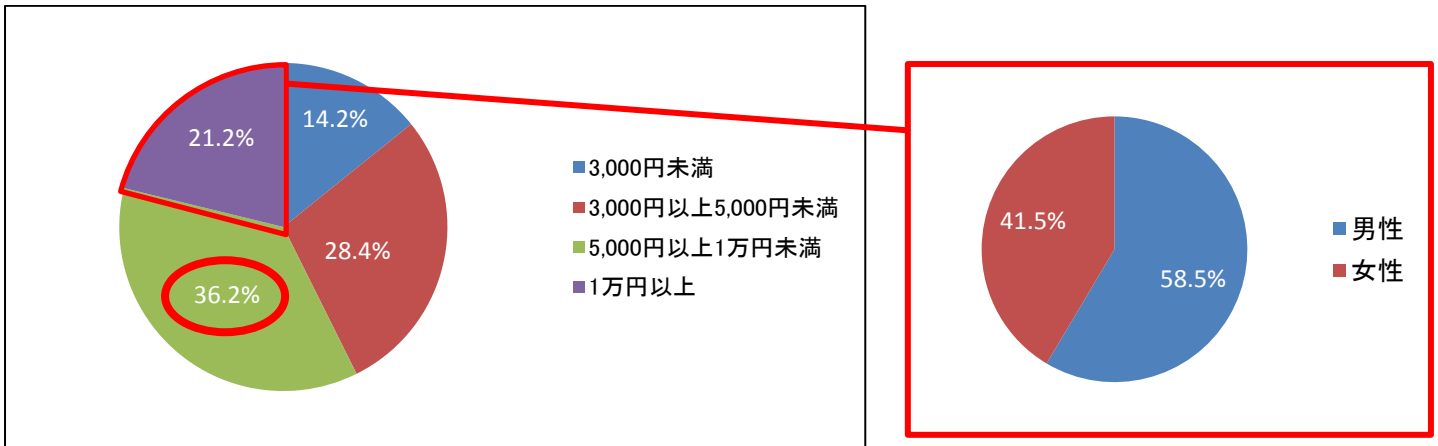 14.2%
28.4%
36.2%
21.2%
3,000円未満
3,000円以上5,000円未満
5,000円以上1万円未満
1万円以上
58.5%
41.5%
男性
女性